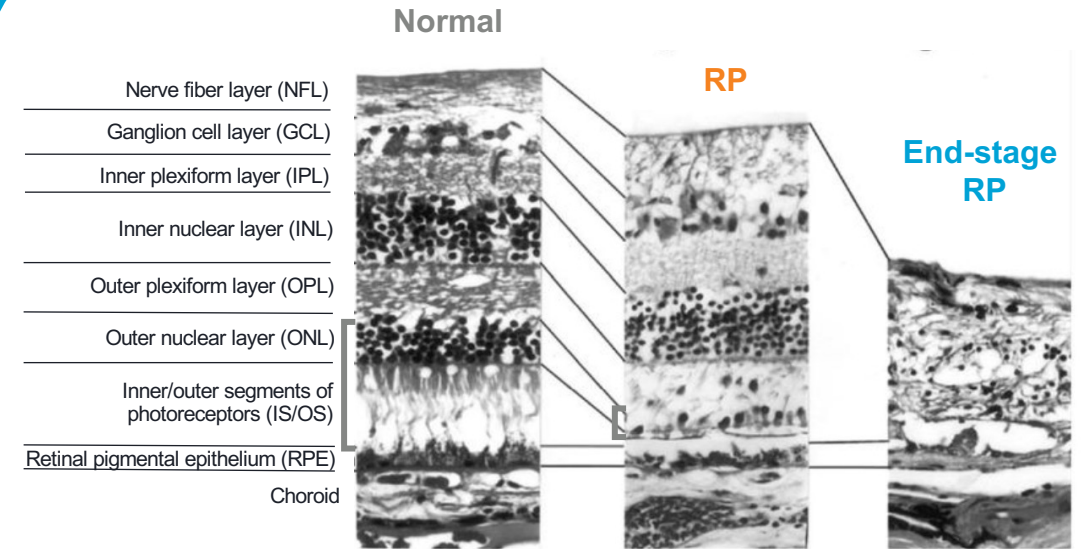 Normal
RP
End-stage
RP
Nerve fiber layer (NFL)
Ganglion cell layer (GCL)
Inner plexiform layer (IPL)
Inner nuclear layer (INL)
Outer plexiform layer (OPL)
Outer nuclear layer (ONL)
Inner/outer segments of
photoreceptors (IS/OS)
Retinal pigmental epithelium (RPE)
Choroid